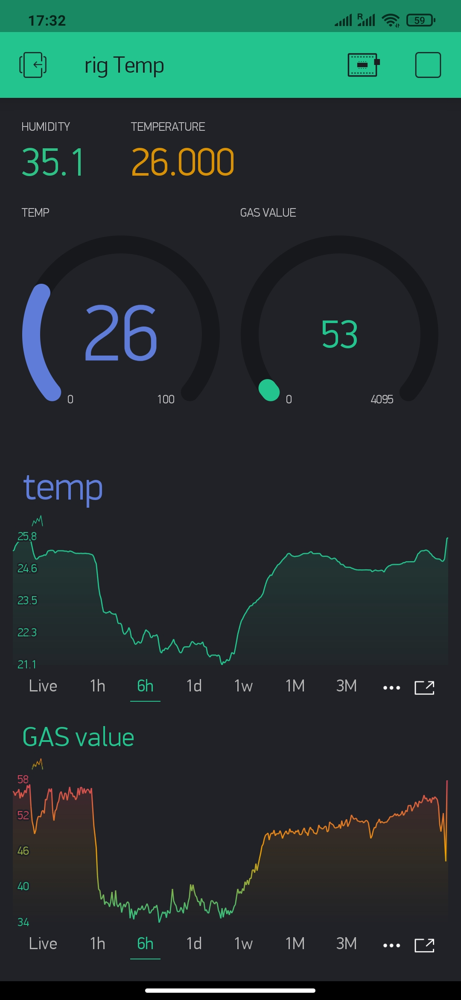 17:32 R 59
rig Temp
HUMIDITY TEMPERATURE
35.1 26.000
TEMP GAS VALUE
26 53
0 100 0 4095
temp
25.8
24.6
23.5
22.3
21.1
Live 1h 6h 1d 1w 1M 3M
GAS value
58
52
46
40
34
Live 1h 6h 1d 1w 1M 3M